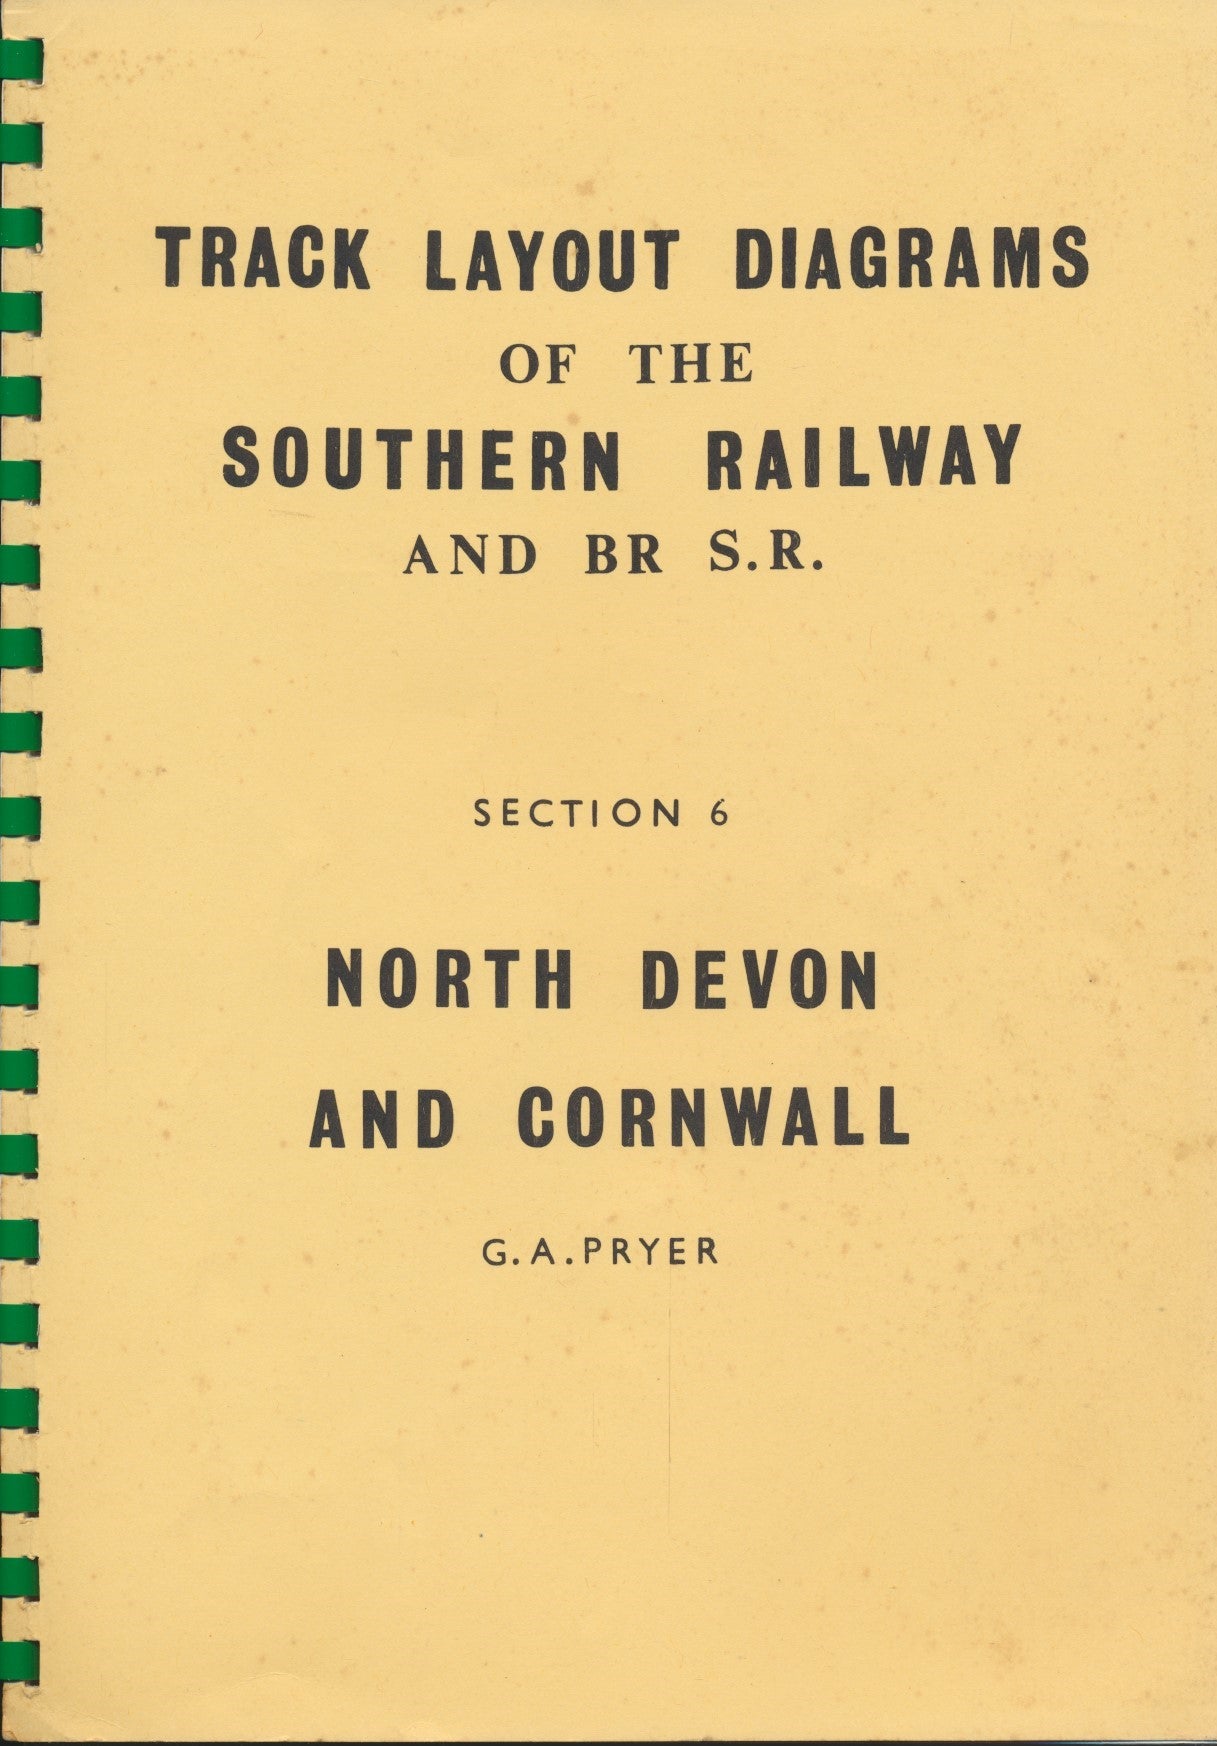 TRACK LAYOUT DIAGRAMS
OF THE
SOUTHERN RAILWAY
AND BR S.R.
SECTION 6
NORTH DEVON
AND CORNWALL
G. A. PRYER